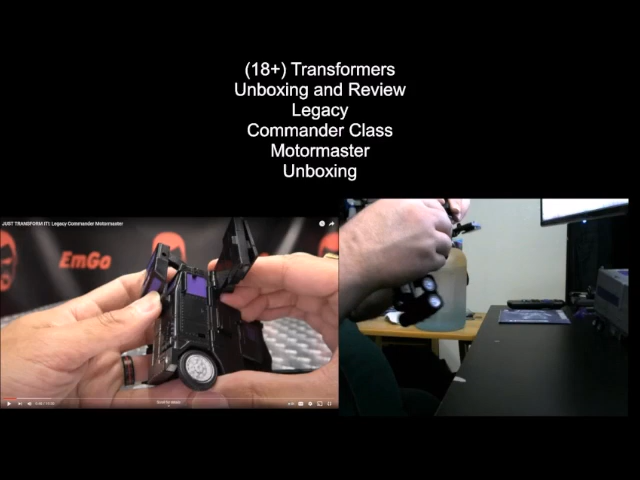 (18+) Transformers
Unboxing and Review
Legacy
Commander Class
Motormaster
Unboxing
JUST TRANSFORM IT!: Legacy Commander Motormaster
EmGo